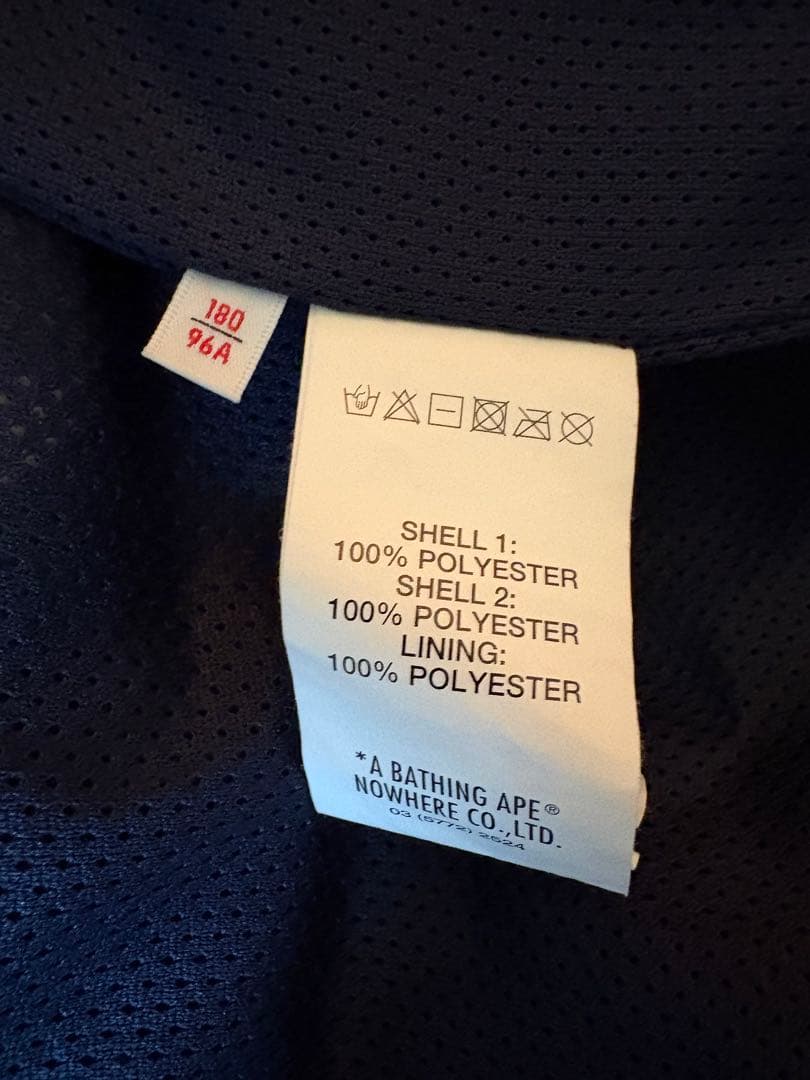 180
96A
SHELL 1:
100% POLYESTER
SHELL 2:
100% POLYESTER
LINING:
100% POLYESTER
*A BATHING APE®
NOWHERE CO.,LTD.
03 (5772) 2524